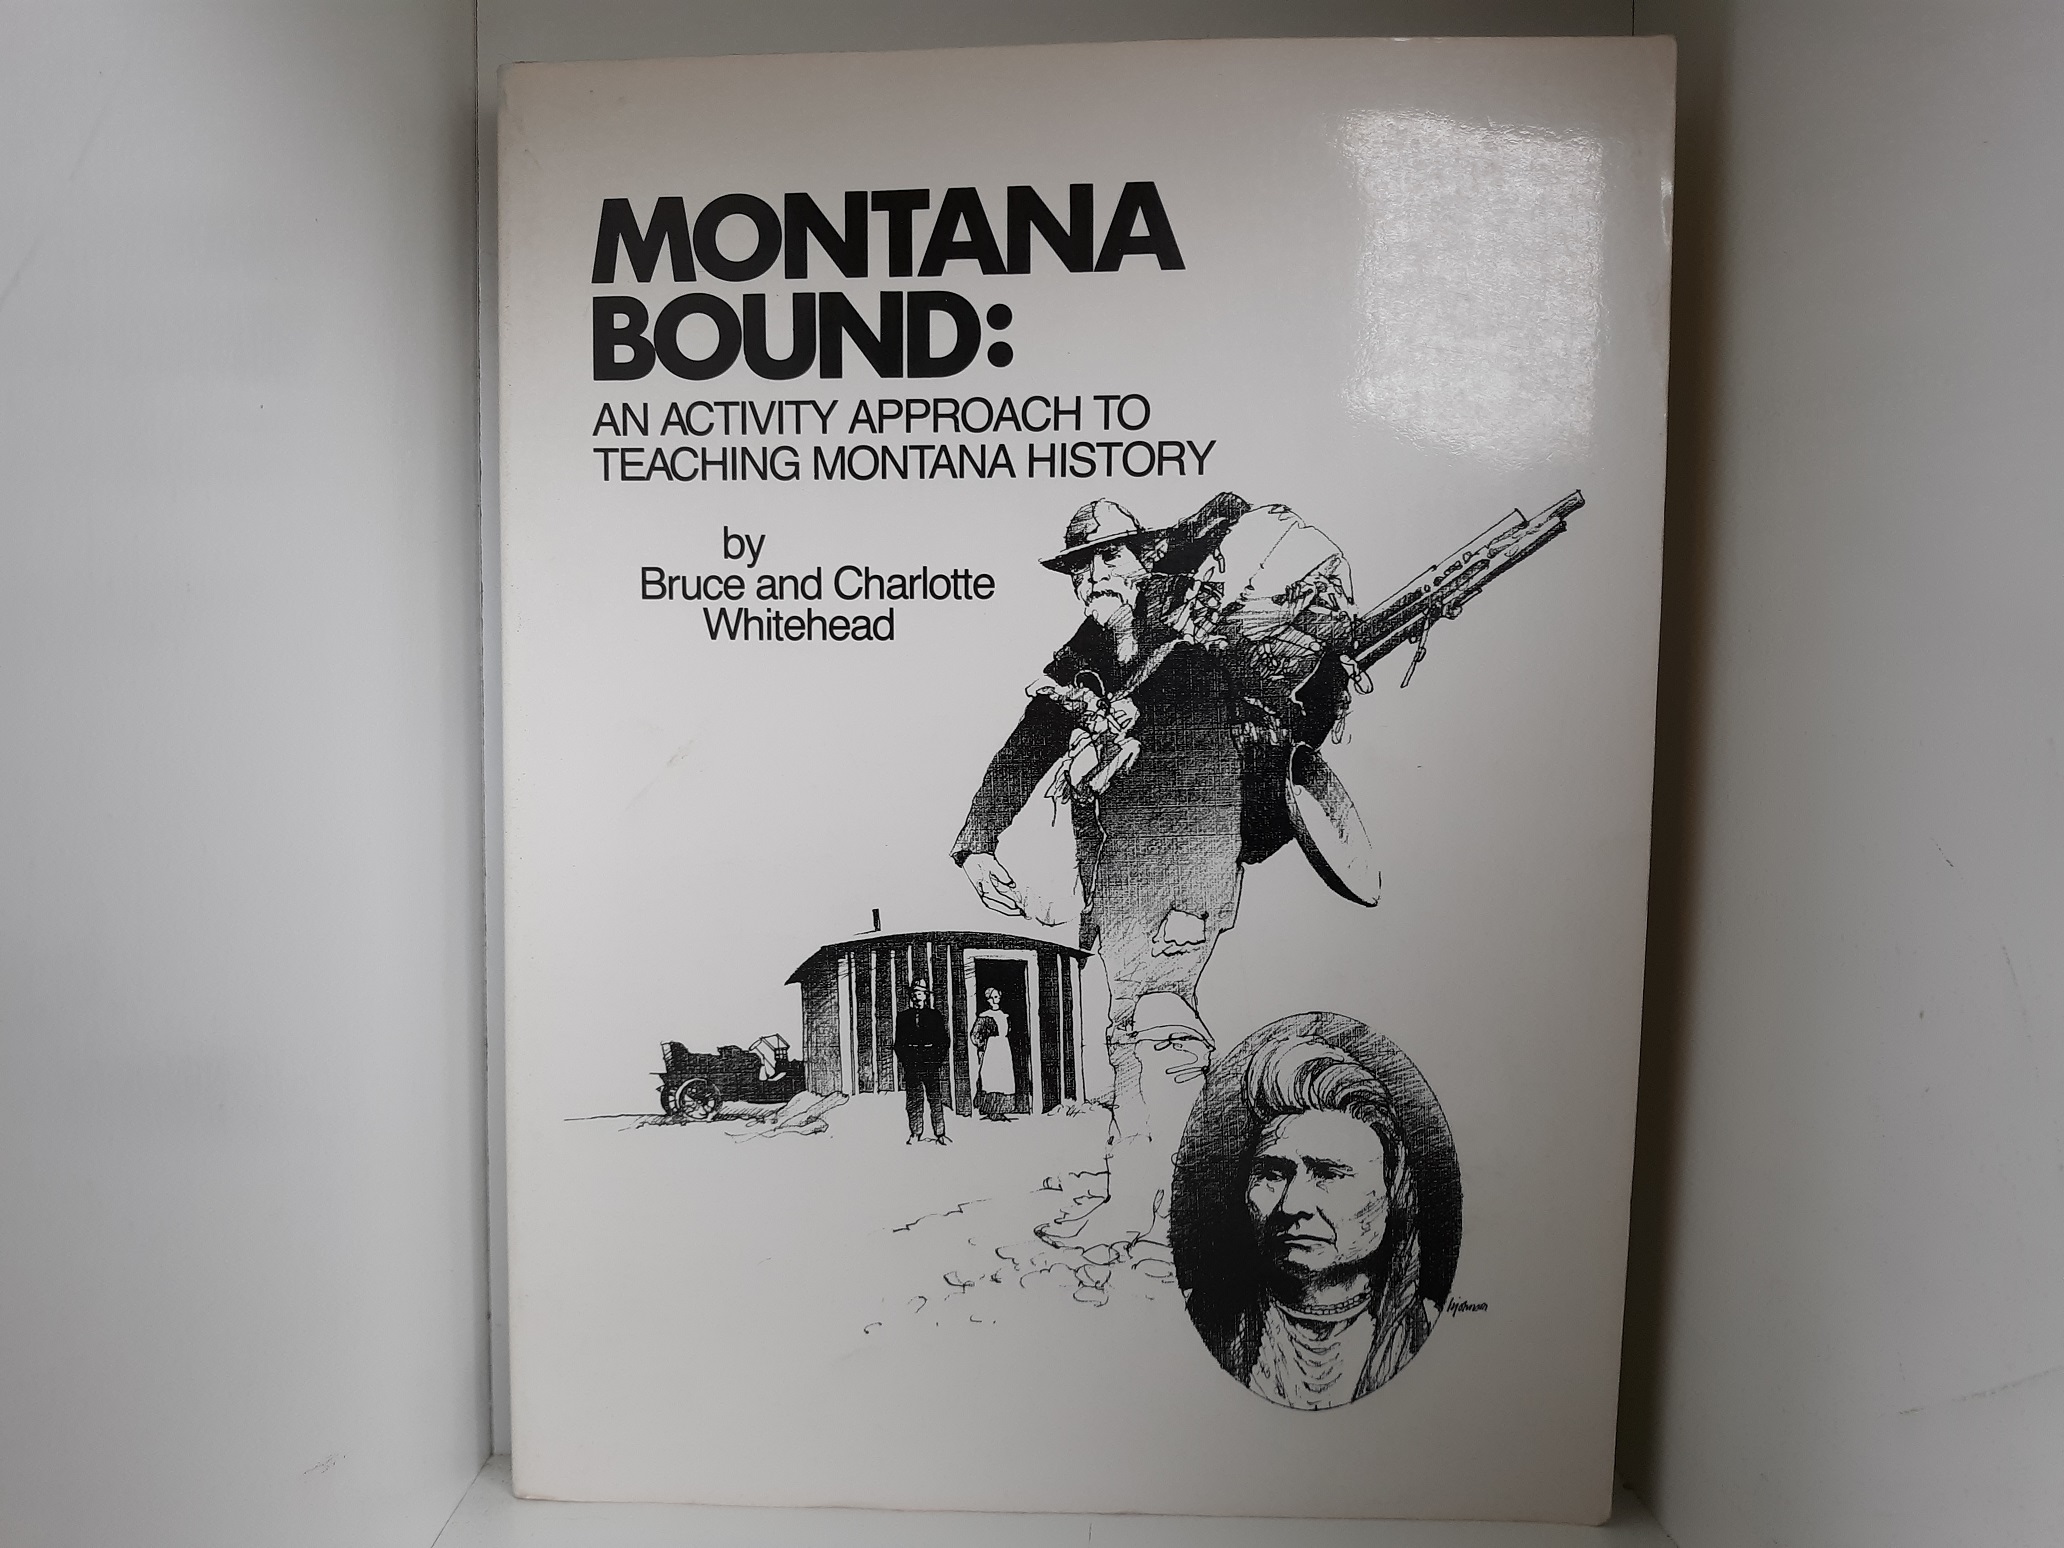 MONTANA
BOUND:
AN ACTIVITY APPROACH TO
TEACHING MONTANA HISTORY
by
Bruce and Charlotte
Whitehead